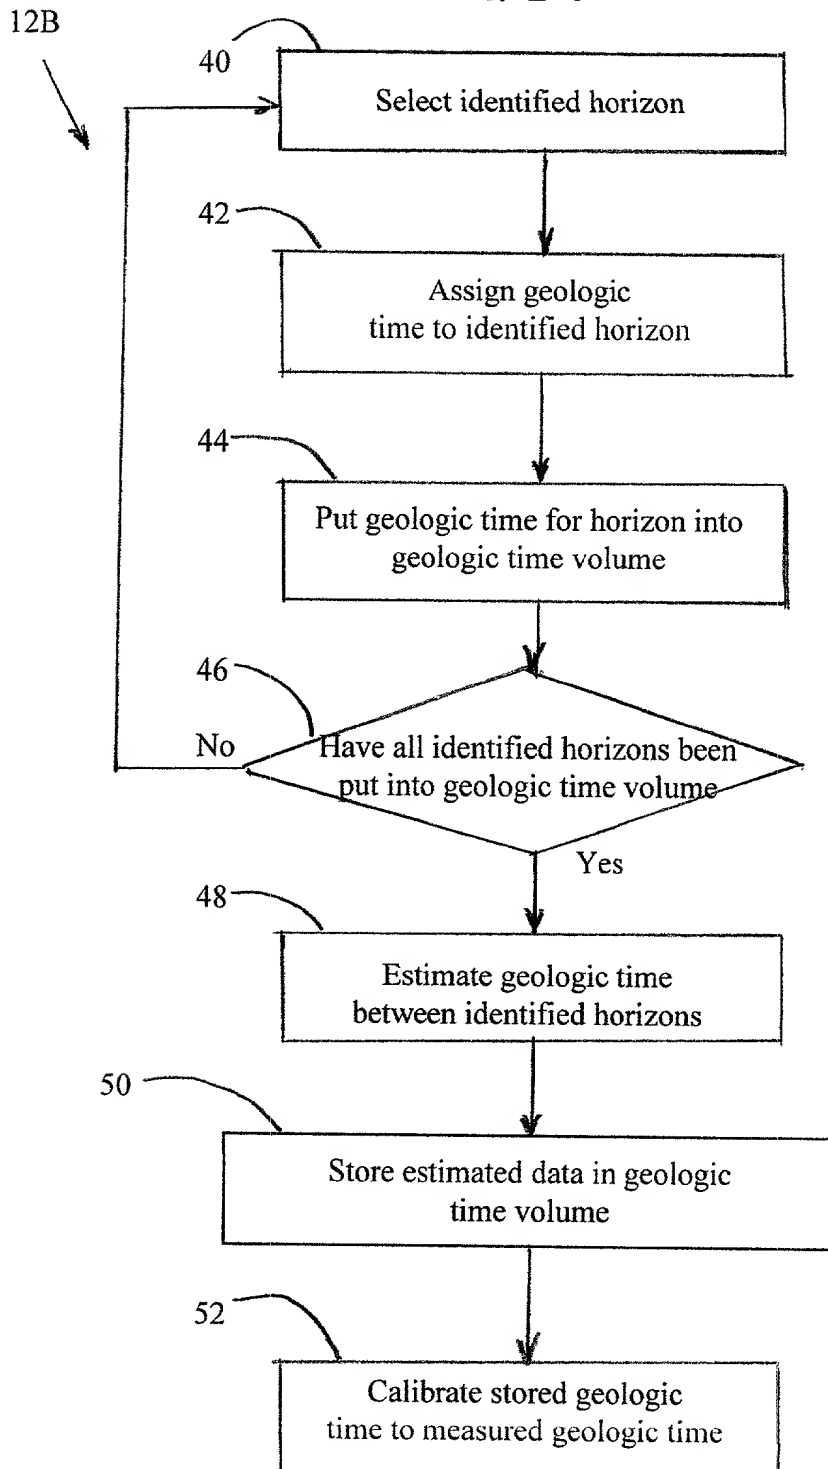 12B
40
Select identified horizon
42
Assign geologic
time to identified horizon
44
Put geologic time for horizon into
geologic time volume
46
No
Have all identified horizons been
put into geologic time volume
Yes
48
Estimate geologic time
between identified horizons
50
Store estimated data in geologic
time volume
52
Calibrate stored geologic
time to measured geologic time